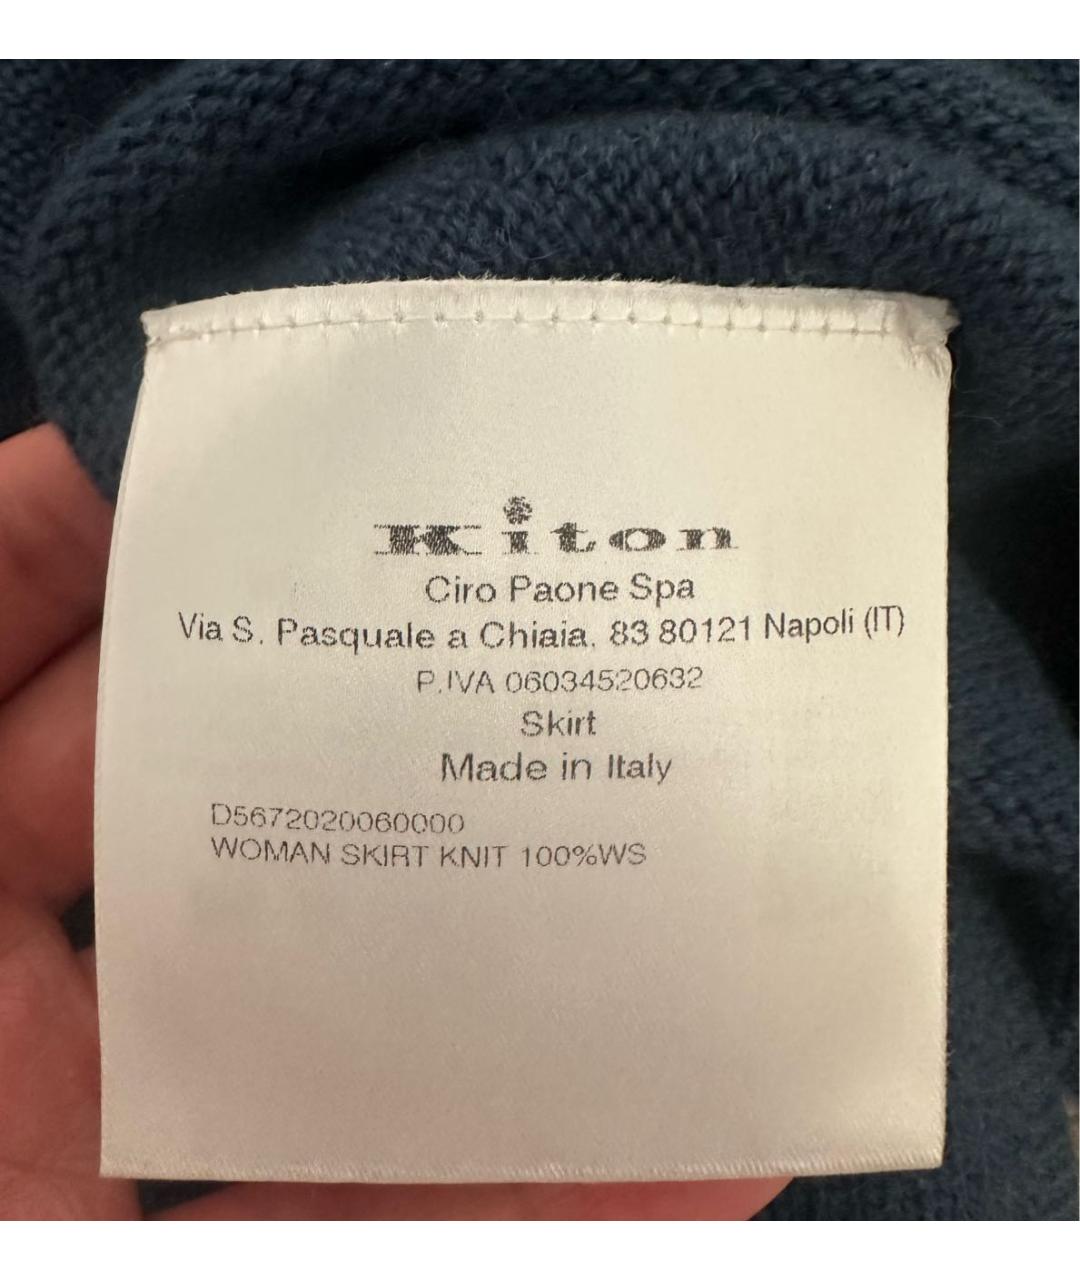 Kiton
Ciro Paone Spa
Via S. Pasquale a Chiaia, 83 80121 Napoli (IT)
P.IVA 06034520632
Skirt
Made in Italy
D5672020060000
WOMAN SKIRT KNIT 100%WS